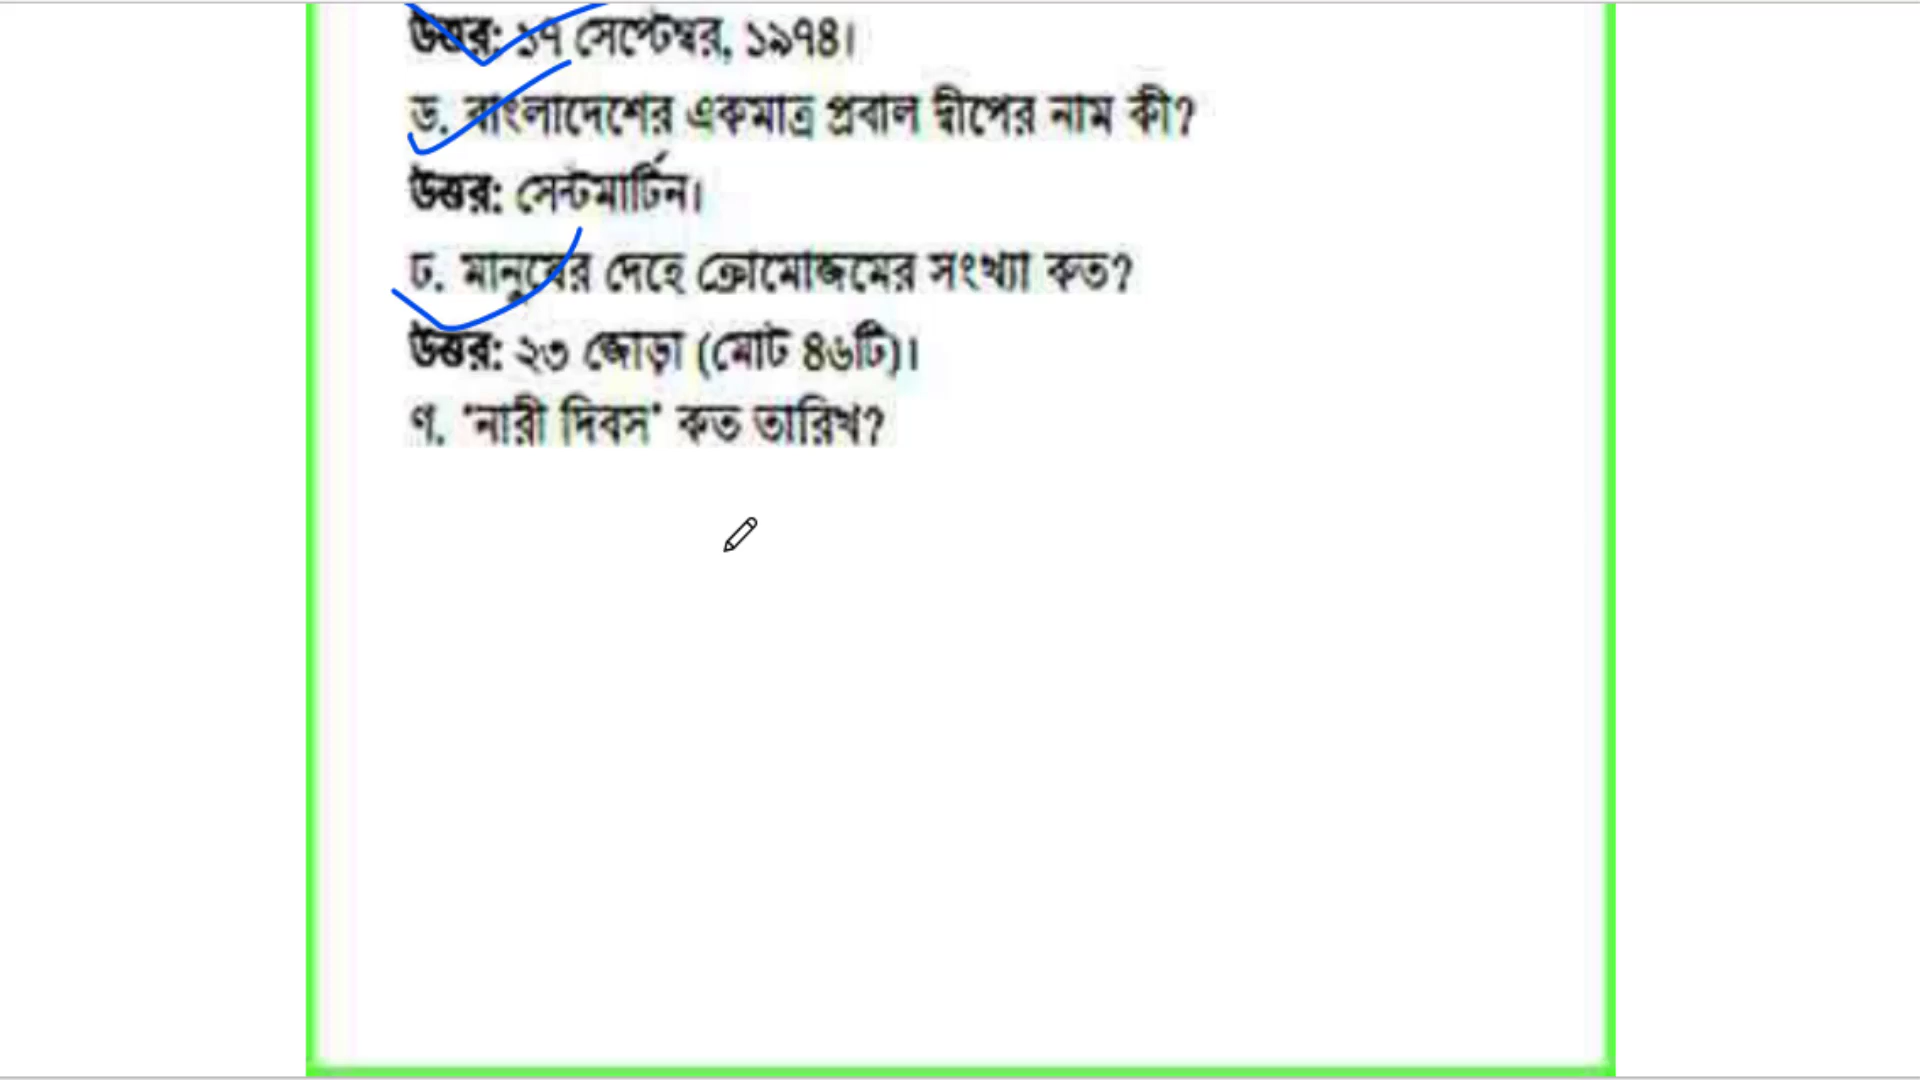 উত্তর: ১৭ সেপ্টেম্বর, ১৯৭৪।
ড. বাংলাদেশের একমাত্র প্রবাল দ্বীপের নাম কী?
উত্তর: সেন্টমার্টিন।
ঢ. মানুষের দেহে ক্রোমোজমের সংখ্যা কত?
উত্তর: ২৩ জোড়া (মোট ৪৬টি)।
ণ. 'নারী দিবস' কত তারিখ?